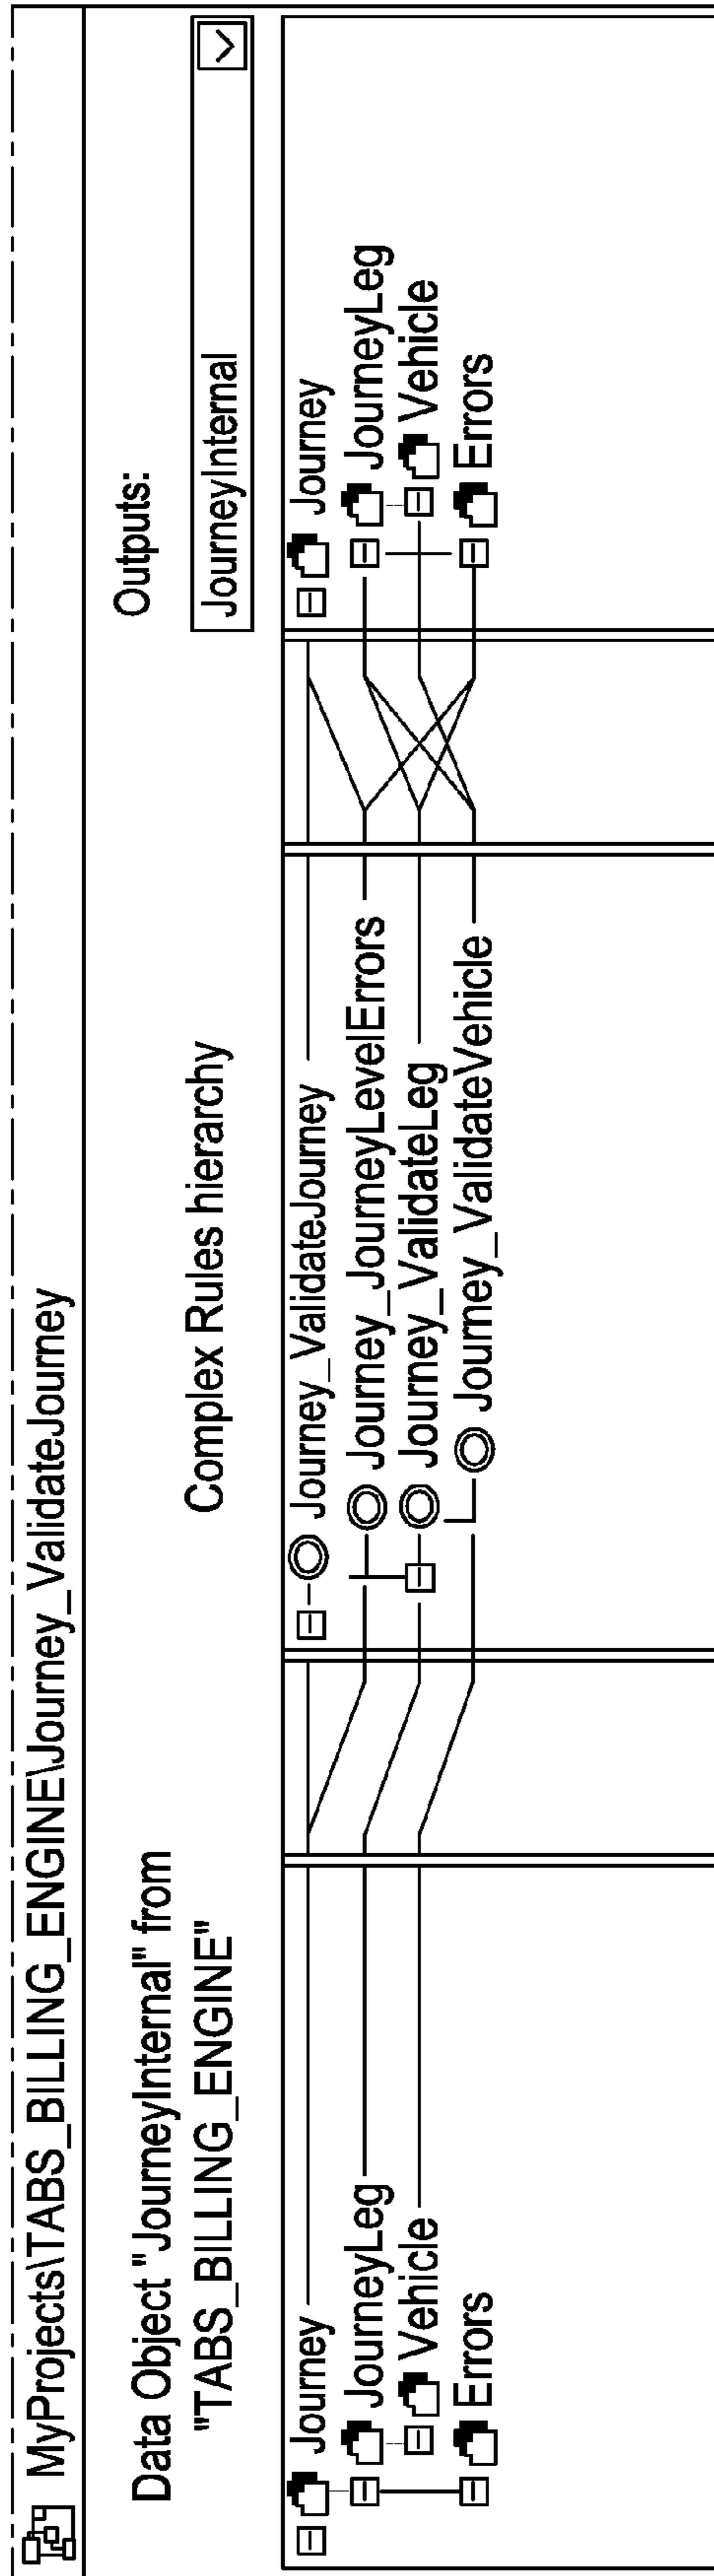 MyProjects\TABS_BILLING_ENGINE\Journey_ValidateJourney
Data Object "JourneyInternal" from
"TABS_BILLING_ENGINE"
Journey
JourneyLeg
Vehicle
Errors
Complex Rules hierarchy
Journey_ValidateJourney
Journey_JourneyLevelErrors
Journey_ValidateLeg
Journey_ValidateVehicle
Outputs:
JourneyInternal
Journey
JourneyLeg
Vehicle
Errors